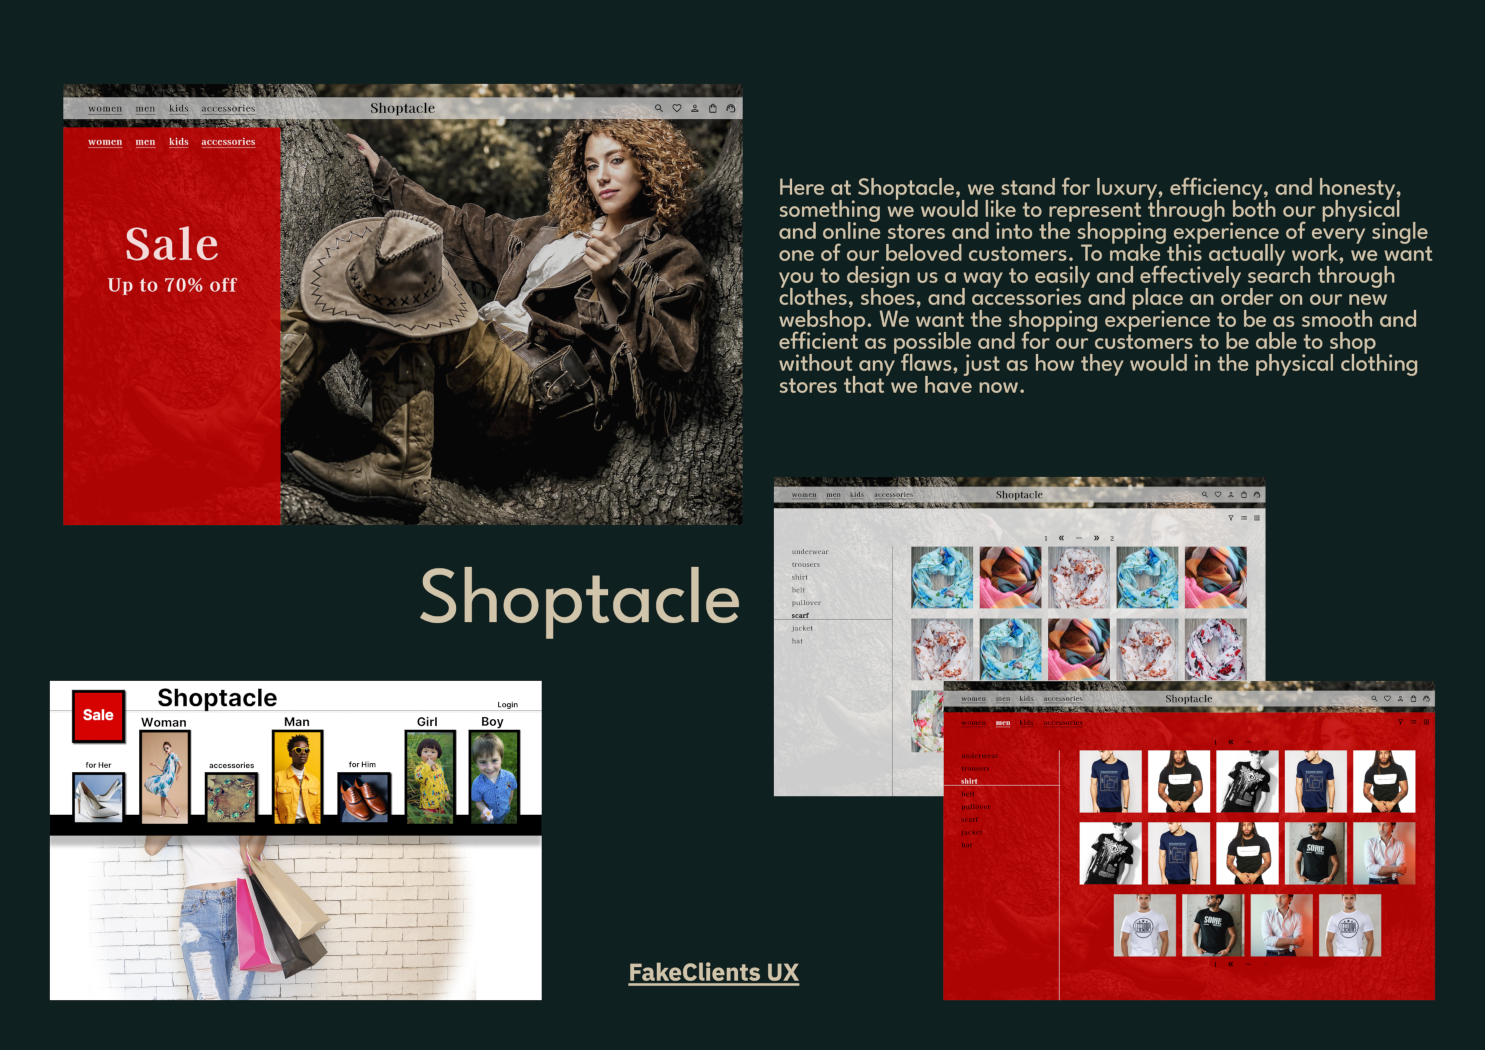 women men kids accessories
Shoptacle
women men kids accessories
Sale
Up to 70% off
Here at Shoptacle, we stand for luxury, efficiency, and honesty,
something we would like to represent through both our physical
and online stores and into the shopping experience of every single
one of our beloved customers. To make this actually work, we want
you to design us a way to easily and effectively search through
clothes, shoes, and accessories and place an order on our new
webshop. We want the shopping experience to be as smooth and
efficient as possible and for our customers to be able to shop
without any flaws, just as how they would in the physical clothing
stores that we have now.
Shoptacle
women men kids accessories
Shoptacle
1 « – » 2
underwear
trousers
shirt
belt
pullover
scarf
jacket
hat
Shoptacle
Sale
Login
Woman
Man
Girl
Boy
for Her
accessories
for Him
women men kids accessories
Shoptacle
women men kids accessories
1 « –
underwear
trousers
shirt
belt
pullover
scarf
jacket
hat
SOME
SOME
1 « –
FakeClients UX